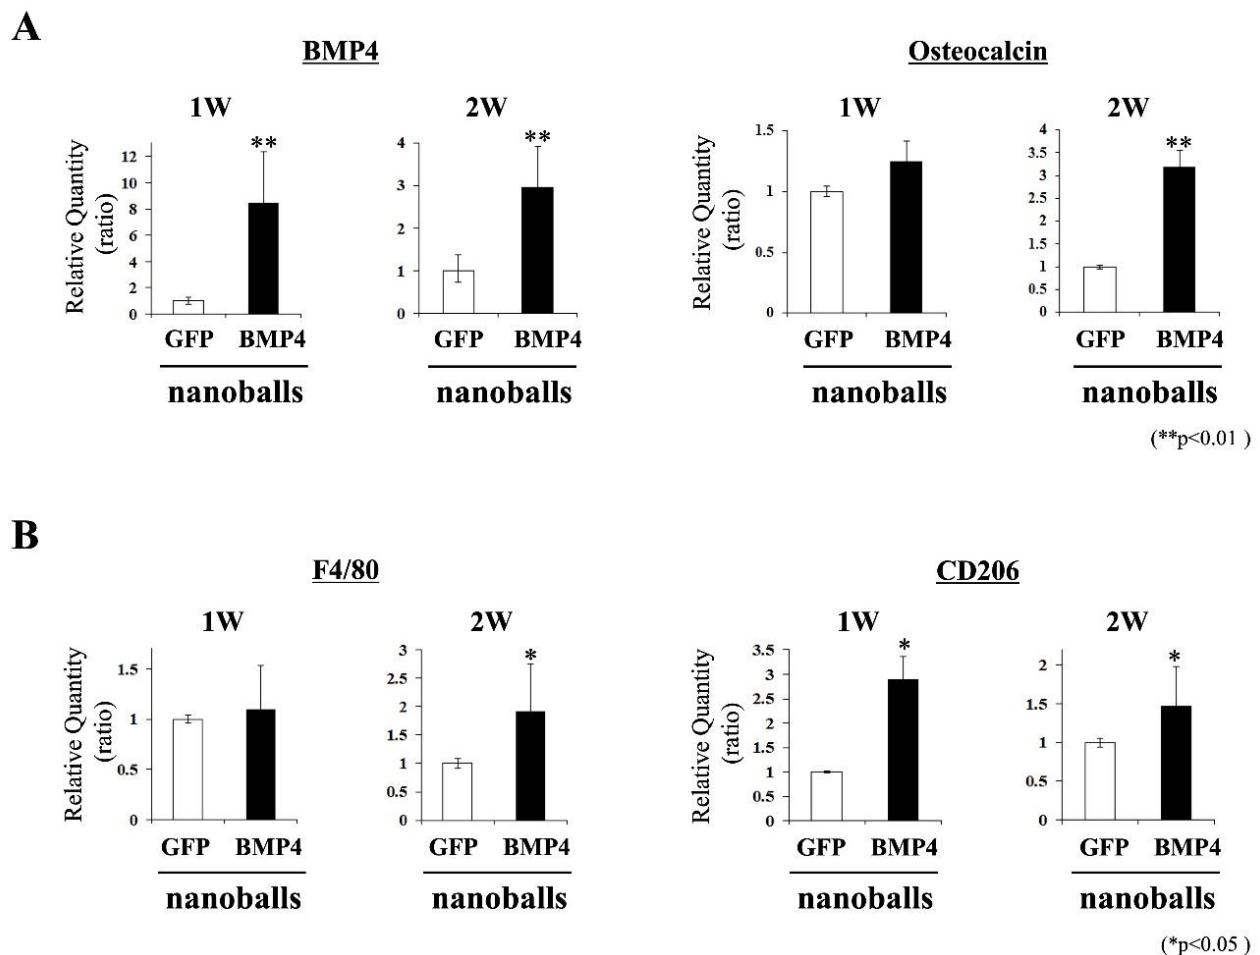 A
BMP4
Osteocalcin
1W
2W
1W
2W
Relative Quantity
(ratio)
12
10
8
6
4
2
0
**
GFP BMP4
nanoballs
4
3
2
1
0
**
GFP BMP4
nanoballs
Relative Quantity
(ratio)
1.5
1
0.5
0
GFP BMP4
nanoballs
4
3.5
3
2.5
2
1.5
1
0.5
0
**
GFP BMP4
nanoballs
(**p<0.01 )
B
F4/80
CD206
1W
2W
1W
2W
Relative Quantity
(ratio)
1.5
1
0.5
0
GFP BMP4
nanoballs
3
2.5
2
1.5
1
0.5
0
*
GFP BMP4
nanoballs
Relative Quantity
(ratio)
3.5
3
2.5
2
1.5
1
0.5
0
*
GFP BMP4
nanoballs
2
1.5
1
0.5
0
*
GFP BMP4
nanoballs
(*p<0.05 )